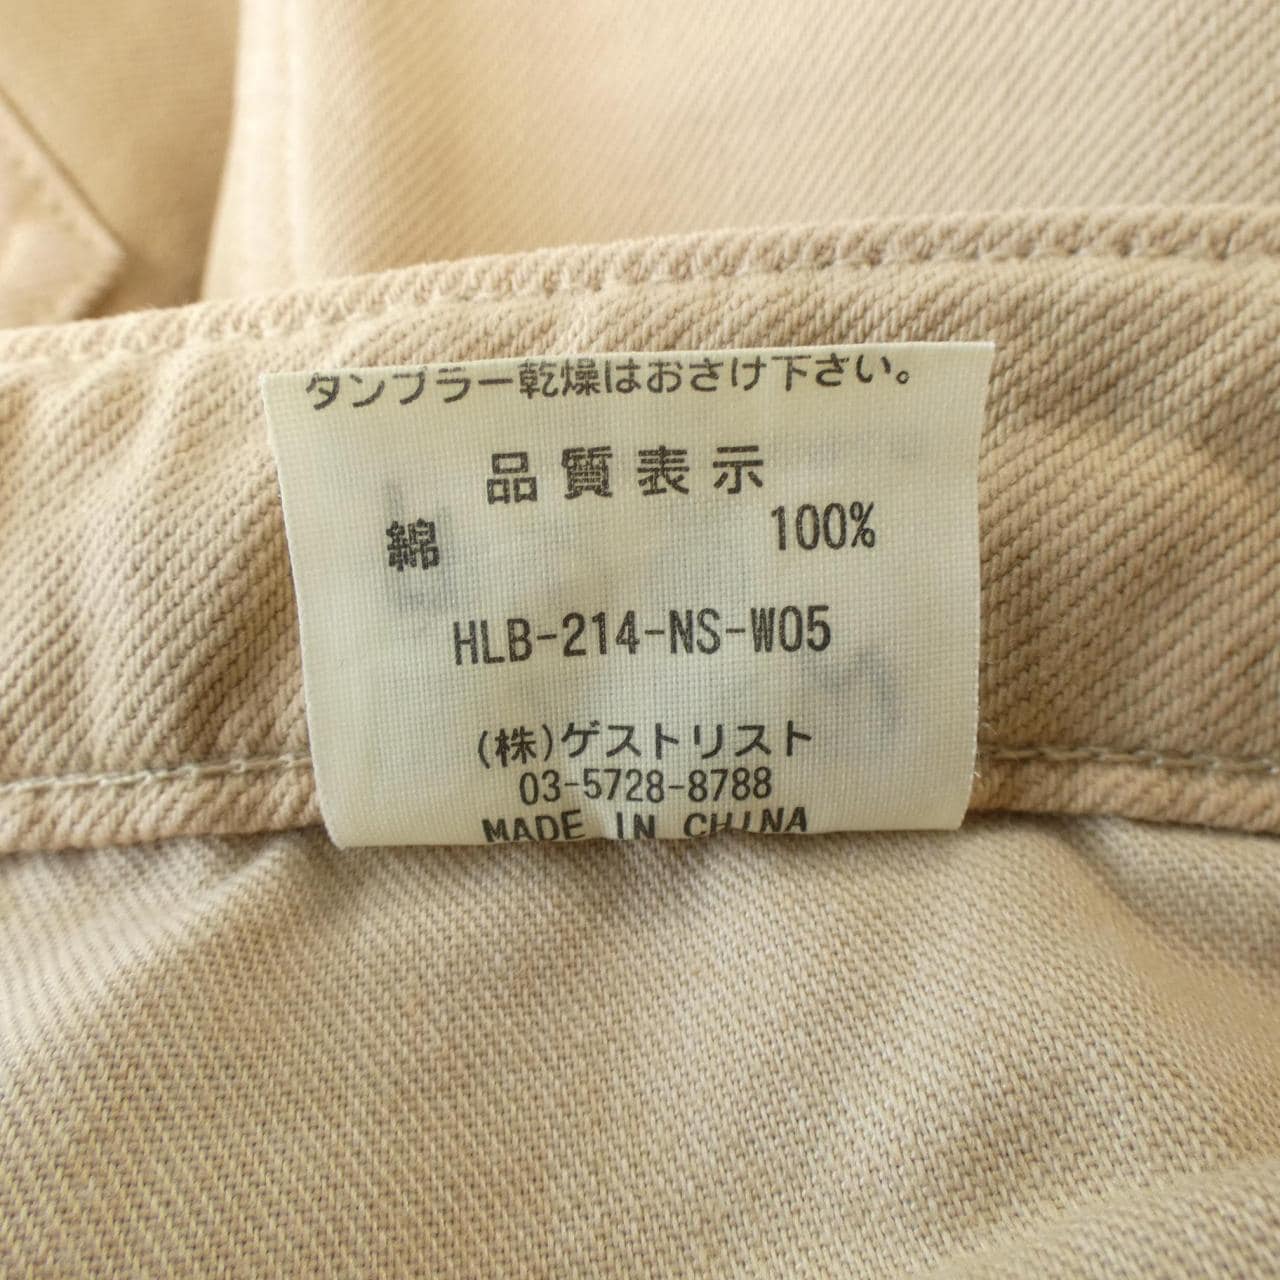 タンブラー乾燥はおさけ下さい。
品質表示
綿 100%
HLB-214-NS-W05
(株)ゲストリスト
03-5728-8788
MADE IN CHINA